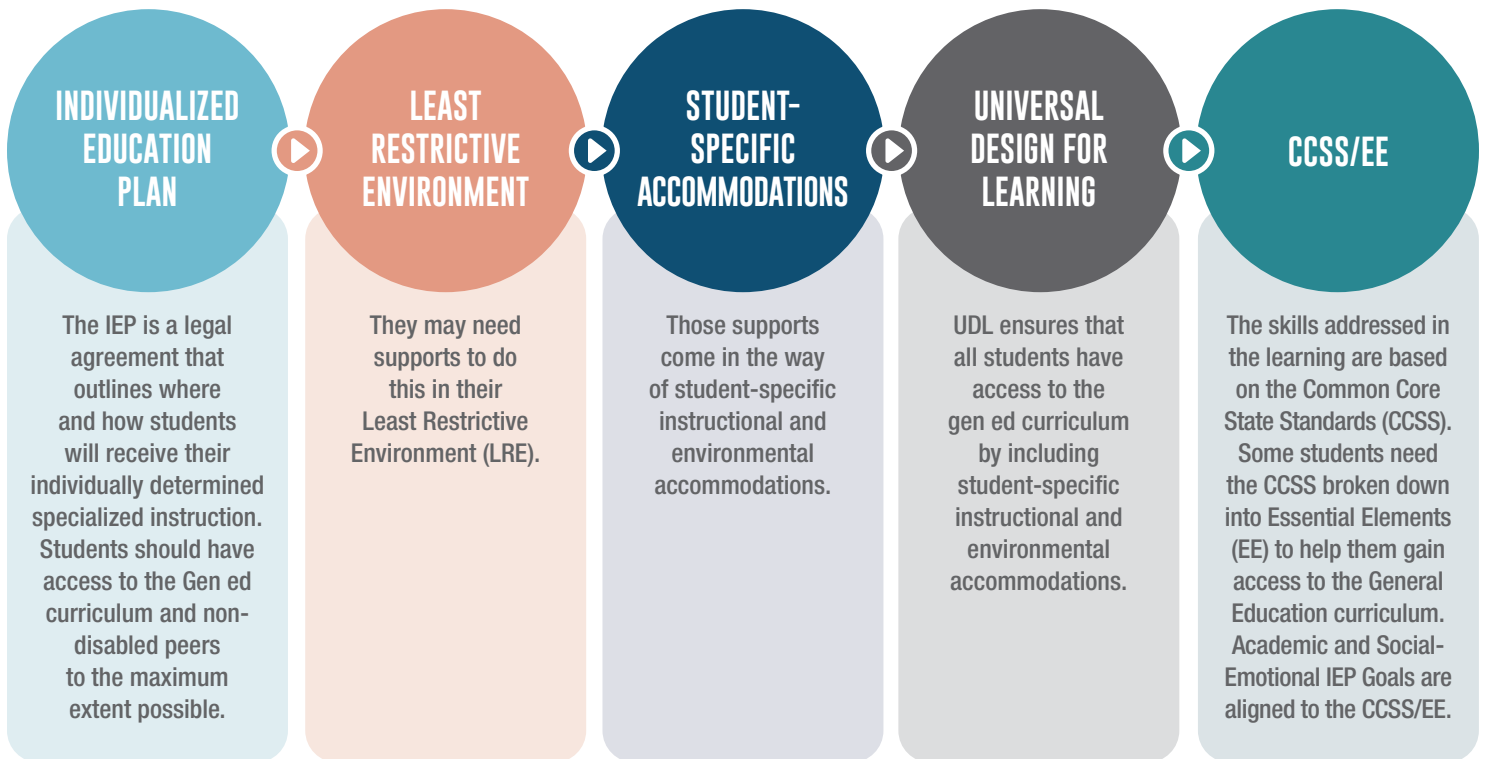 INDIVIDUALIZED
EDUCATION
PLAN
The IEP is a legal
agreement that
outlines where
and how students
will receive their
individually determined
specialized instruction.
Students should have
access to the Gen ed
curriculum and non-
disabled peers
to the maximum
extent possible.
LEAST
RESTRICTIVE
ENVIRONMENT
They may need
supports to do
this in their
Least Restrictive
Environment (LRE).
STUDENT-
SPECIFIC
ACCOMMODATIONS
Those supports
come in the way
of student-specific
instructional and
environmental
accommodations.
UNIVERSAL
DESIGN FOR
LEARNING
UDL ensures that
all students have
access to the
gen ed curriculum
by including
student-specific
instructional and
environmental
accommodations.
CCSS/EE
The skills addressed in
the learning are based
on the Common Core
State Standards (CCSS).
Some students need
the CCSS broken down
into Essential Elements
(EE) to help them gain
access to the General
Education curriculum.
Academic and Social-
Emotional IEP Goals are
aligned to the CCSS/EE.